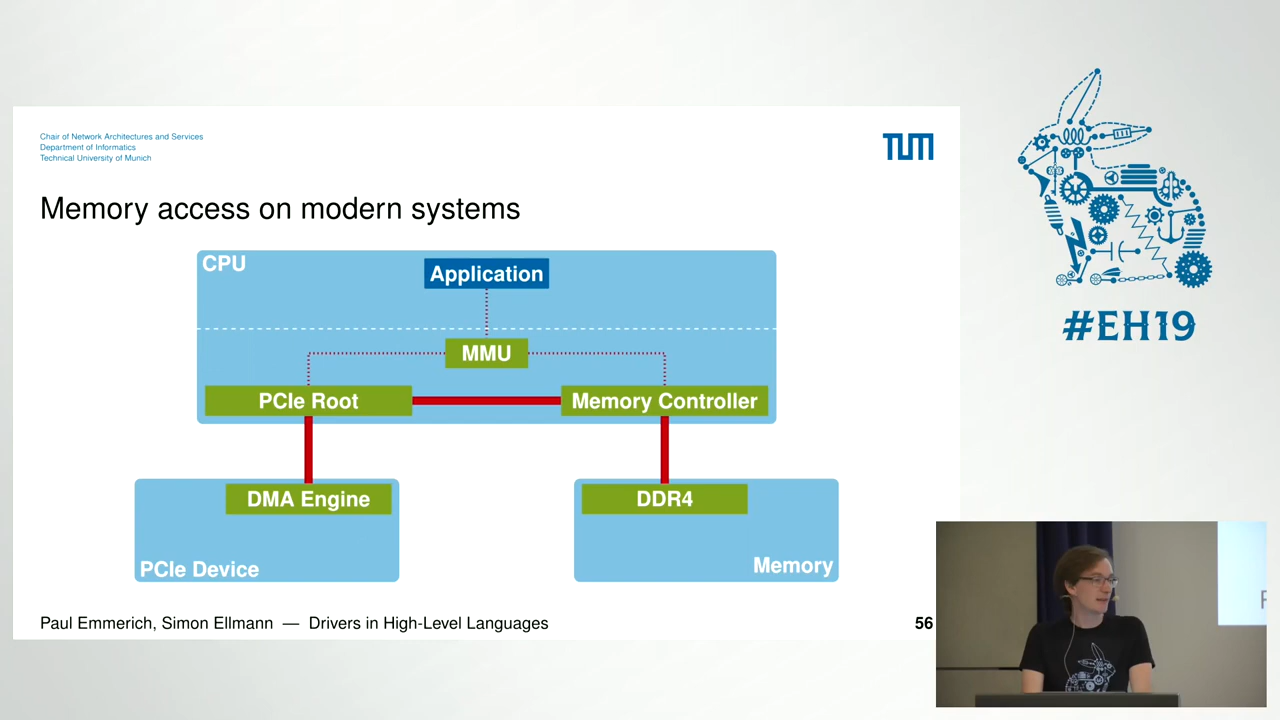 Chair of Network Architectures and Services
Department of Informatics
Technical University of Munich
TUM
Memory access on modern systems
CPU
Application
MMU
PCIe Root
Memory Controller
DMA Engine
DDR4
PCIe Device
Memory
Paul Emmerich, Simon Ellmann — Drivers in High-Level Languages
56
#EH19